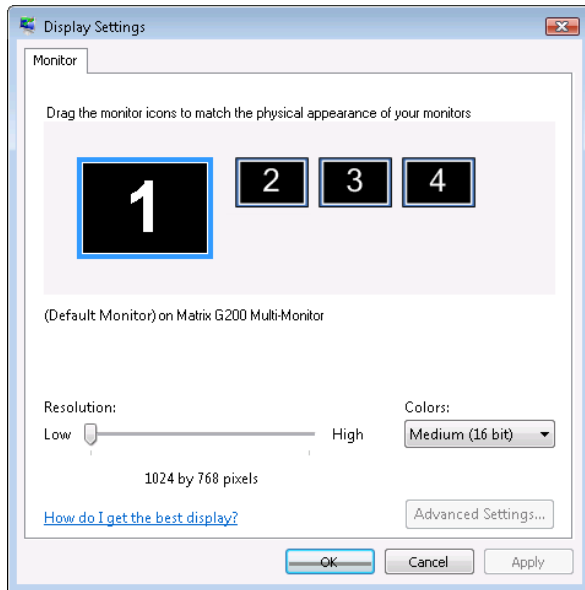 Display Settings
Monitor
Drag the monitor icons to match the physical appearance of your monitors
1 2 3 4
(Default Monitor) on Matrix G200 Multi-Monitor
Resolution: Colors:
Low High Medium (16 bit)
1024 by 768 pixels
How do I get the best display? Advanced Settings...
OK Cancel Apply